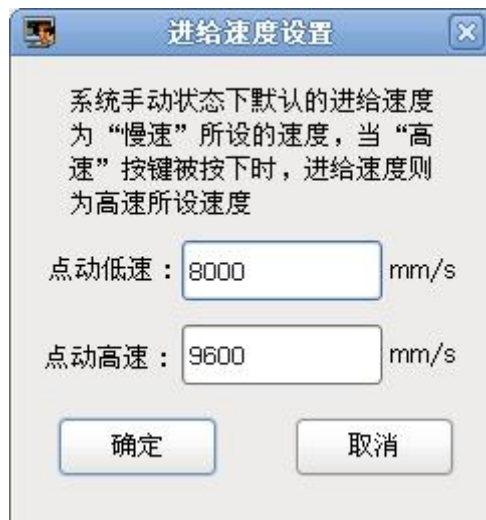 进给速度设置
系统手动状态下默认的进给速度
为“慢速”所设的速度，当“高
速”按键被按下时，进给速度则
为高速所设速度
点动低速：8000 mm/s
点动高速：9600 mm/s
确定 取消